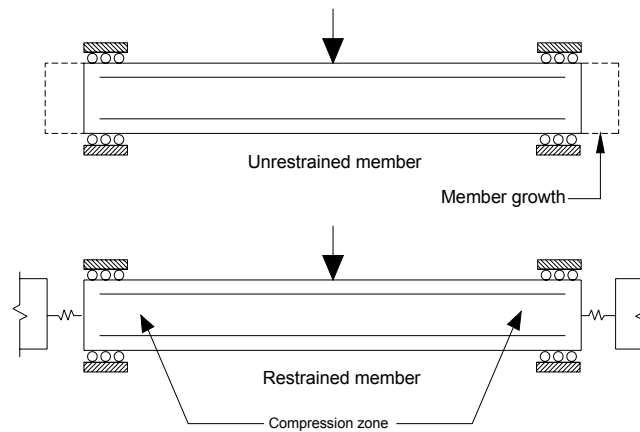 Unrestrained member
Member growth
Restrained member
Compression zone